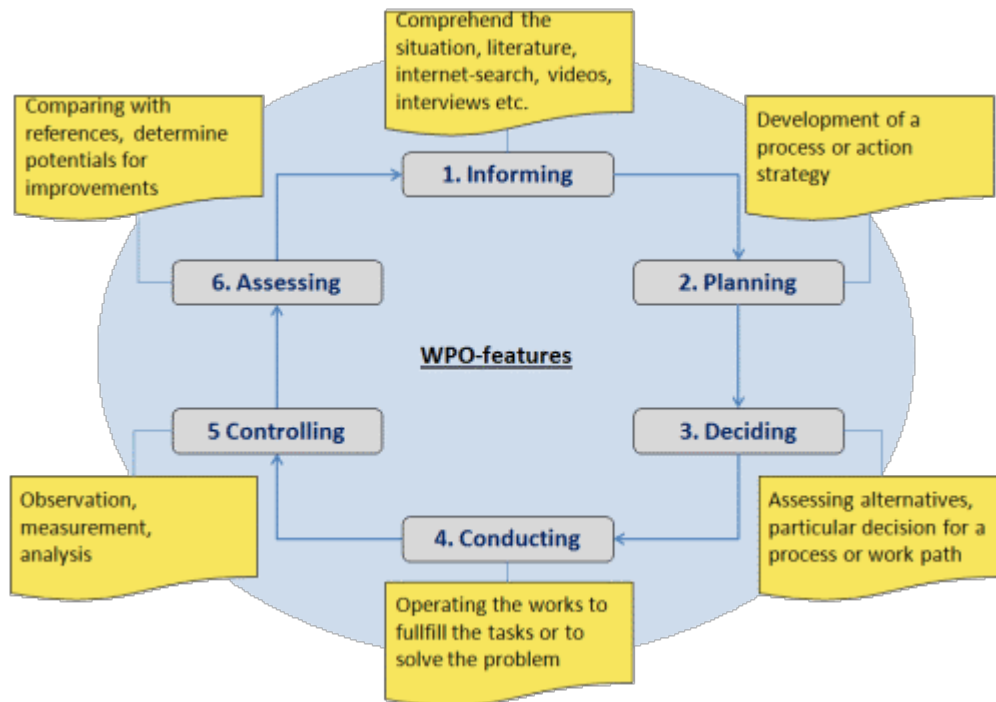 Comprehend the
situation, literature,
internet-search, videos,
interviews etc.
Comparing with
references, determine
potentials for
improvements
Development of a
process or action
strategy
1. Informing
6. Assessing
2. Planning
WPO-features
5 Controlling
3. Deciding
Observation,
measurement,
analysis
4. Conducting
Assessing alternatives,
particular decision for a
process or work path
Operating the works to
fullfill the tasks or to
solve the problem